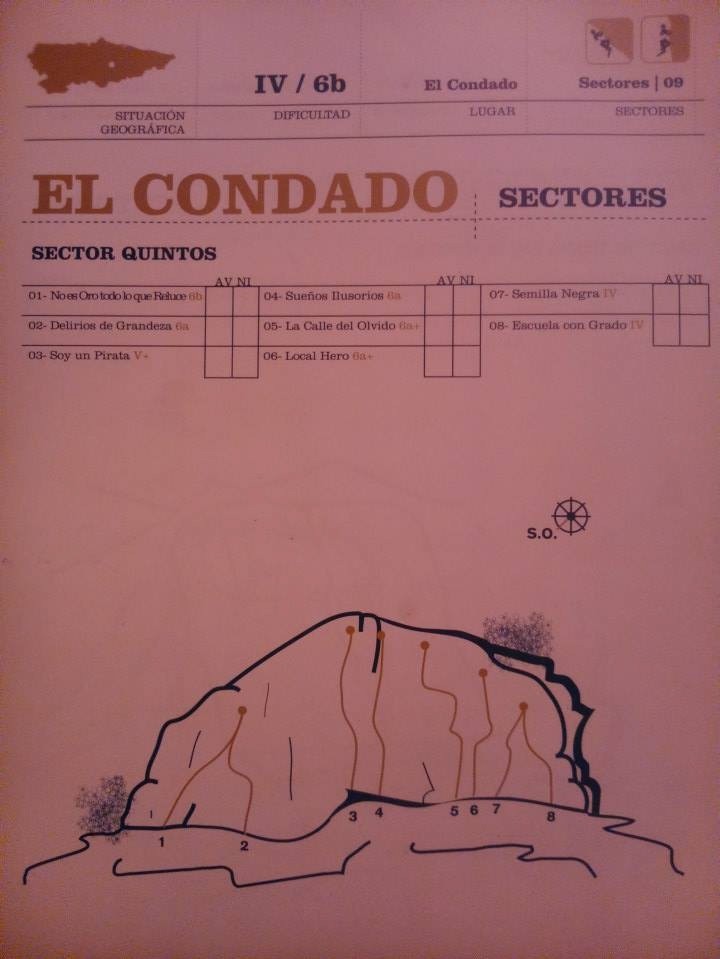 IV / 6b
El Condado
Sectores | 09
SITUACIÓN
GEOGRÁFICA
DIFICULTAD
LUGAR
SECTORES
EL CONDADO
SECTORES
SECTOR QUINTOS
AV NI
AV NI
AV NI
01- No es Oro todo lo que Reluce 6b
04- Sueños Ilusorios 6a
07- Semilla Negra IV
02- Delirios de Grandeza 6a
05- La Calle del Olvido 6a+
08- Escuela con Grado IV
03- Soy un Pirata V+
06- Local Hero 6a+
S.O.
1
2
3
4
5
6
7
8